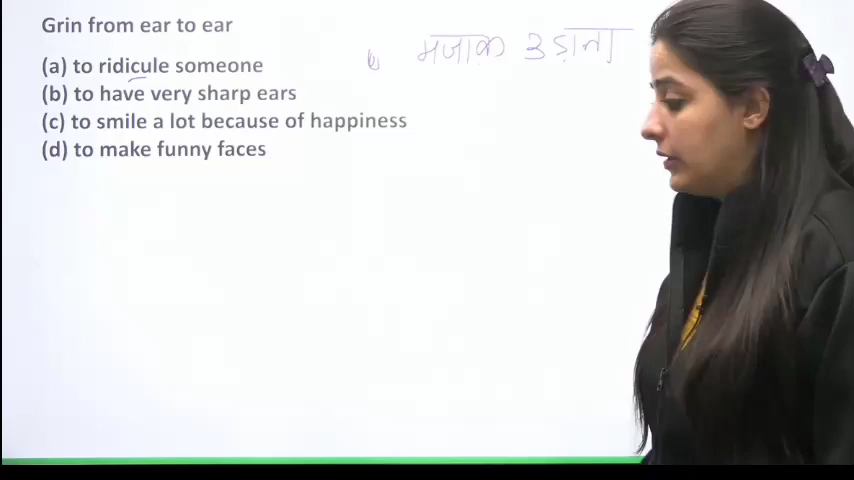 Grin from ear to ear
(a) to ridicule someone
मजाक उड़ाना
(b) to have very sharp ears
(c) to smile a lot because of happiness
(d) to make funny faces